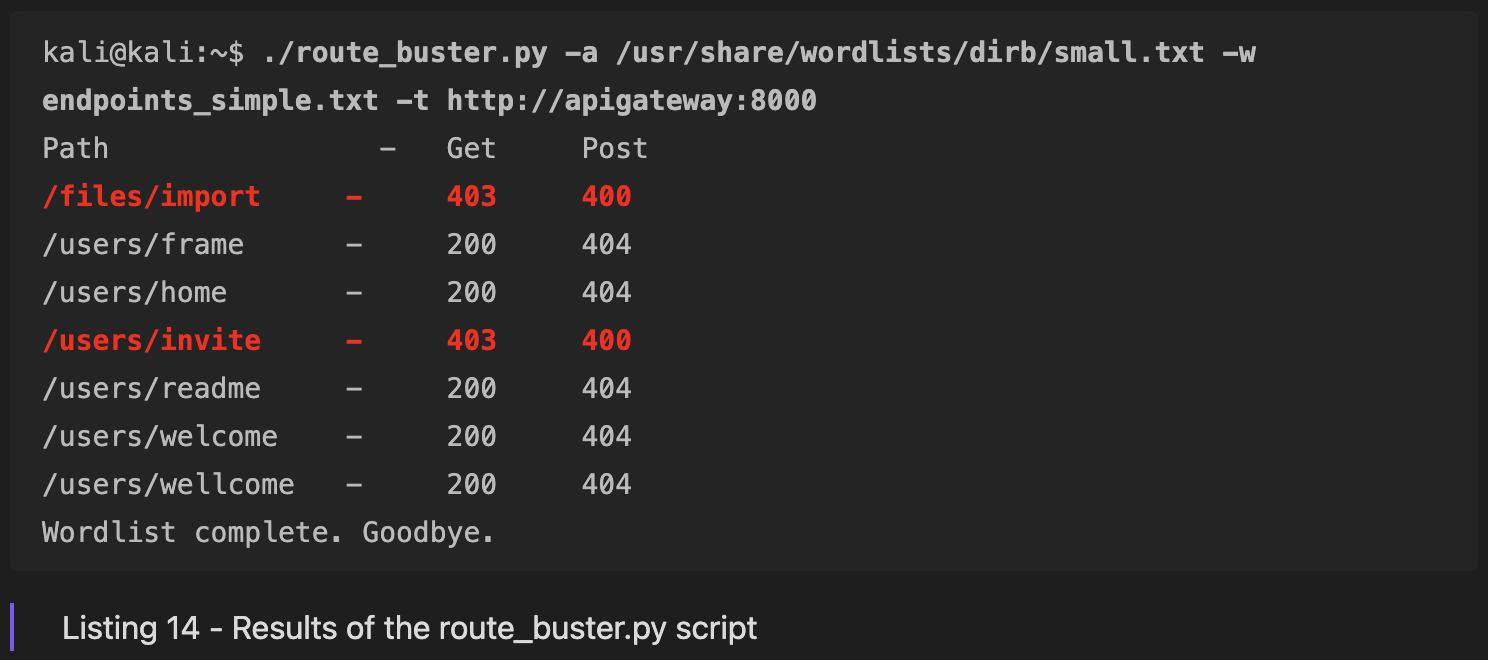 kali@kali:~$ ./route_buster.py -a /usr/share/wordlists/dirb/small.txt -w
endpoints_simple.txt -t http://apigateway:8000
Path                -   Get     Post
/files/import     -     403     400
/users/frame      -     200     404
/users/home       -     200     404
/users/invite     -     403     400
/users/readme     -     200     404
/users/welcome    -     200     404
/users/wellcome   -     200     404
Wordlist complete. Goodbye.
Listing 14 - Results of the route_buster.py script